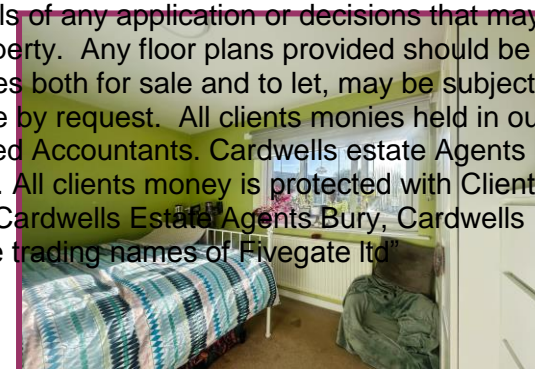 ls of any application or decisions that may
perty. Any floor plans provided should be
es both for sale and to let, may be subject
e by request. All clients monies held in ou
ed Accountants. Cardwells estate Agents
. All clients money is protected with Client
Cardwells Estate Agents Bury, Cardwells
e trading names of Fivegate ltd”